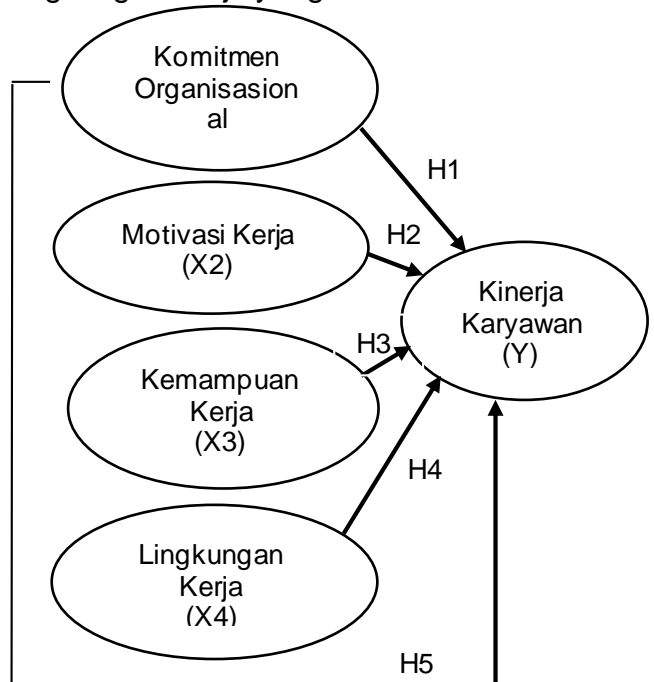 Komitmen
Organisasion
al
H1
Motivasi Kerja
(X2)
H2
Kinerja
Karyawan
(Y)
H3
Kemampuan
Kerja
(X3)
H4
Lingkungan
Kerja
(X4)
H5